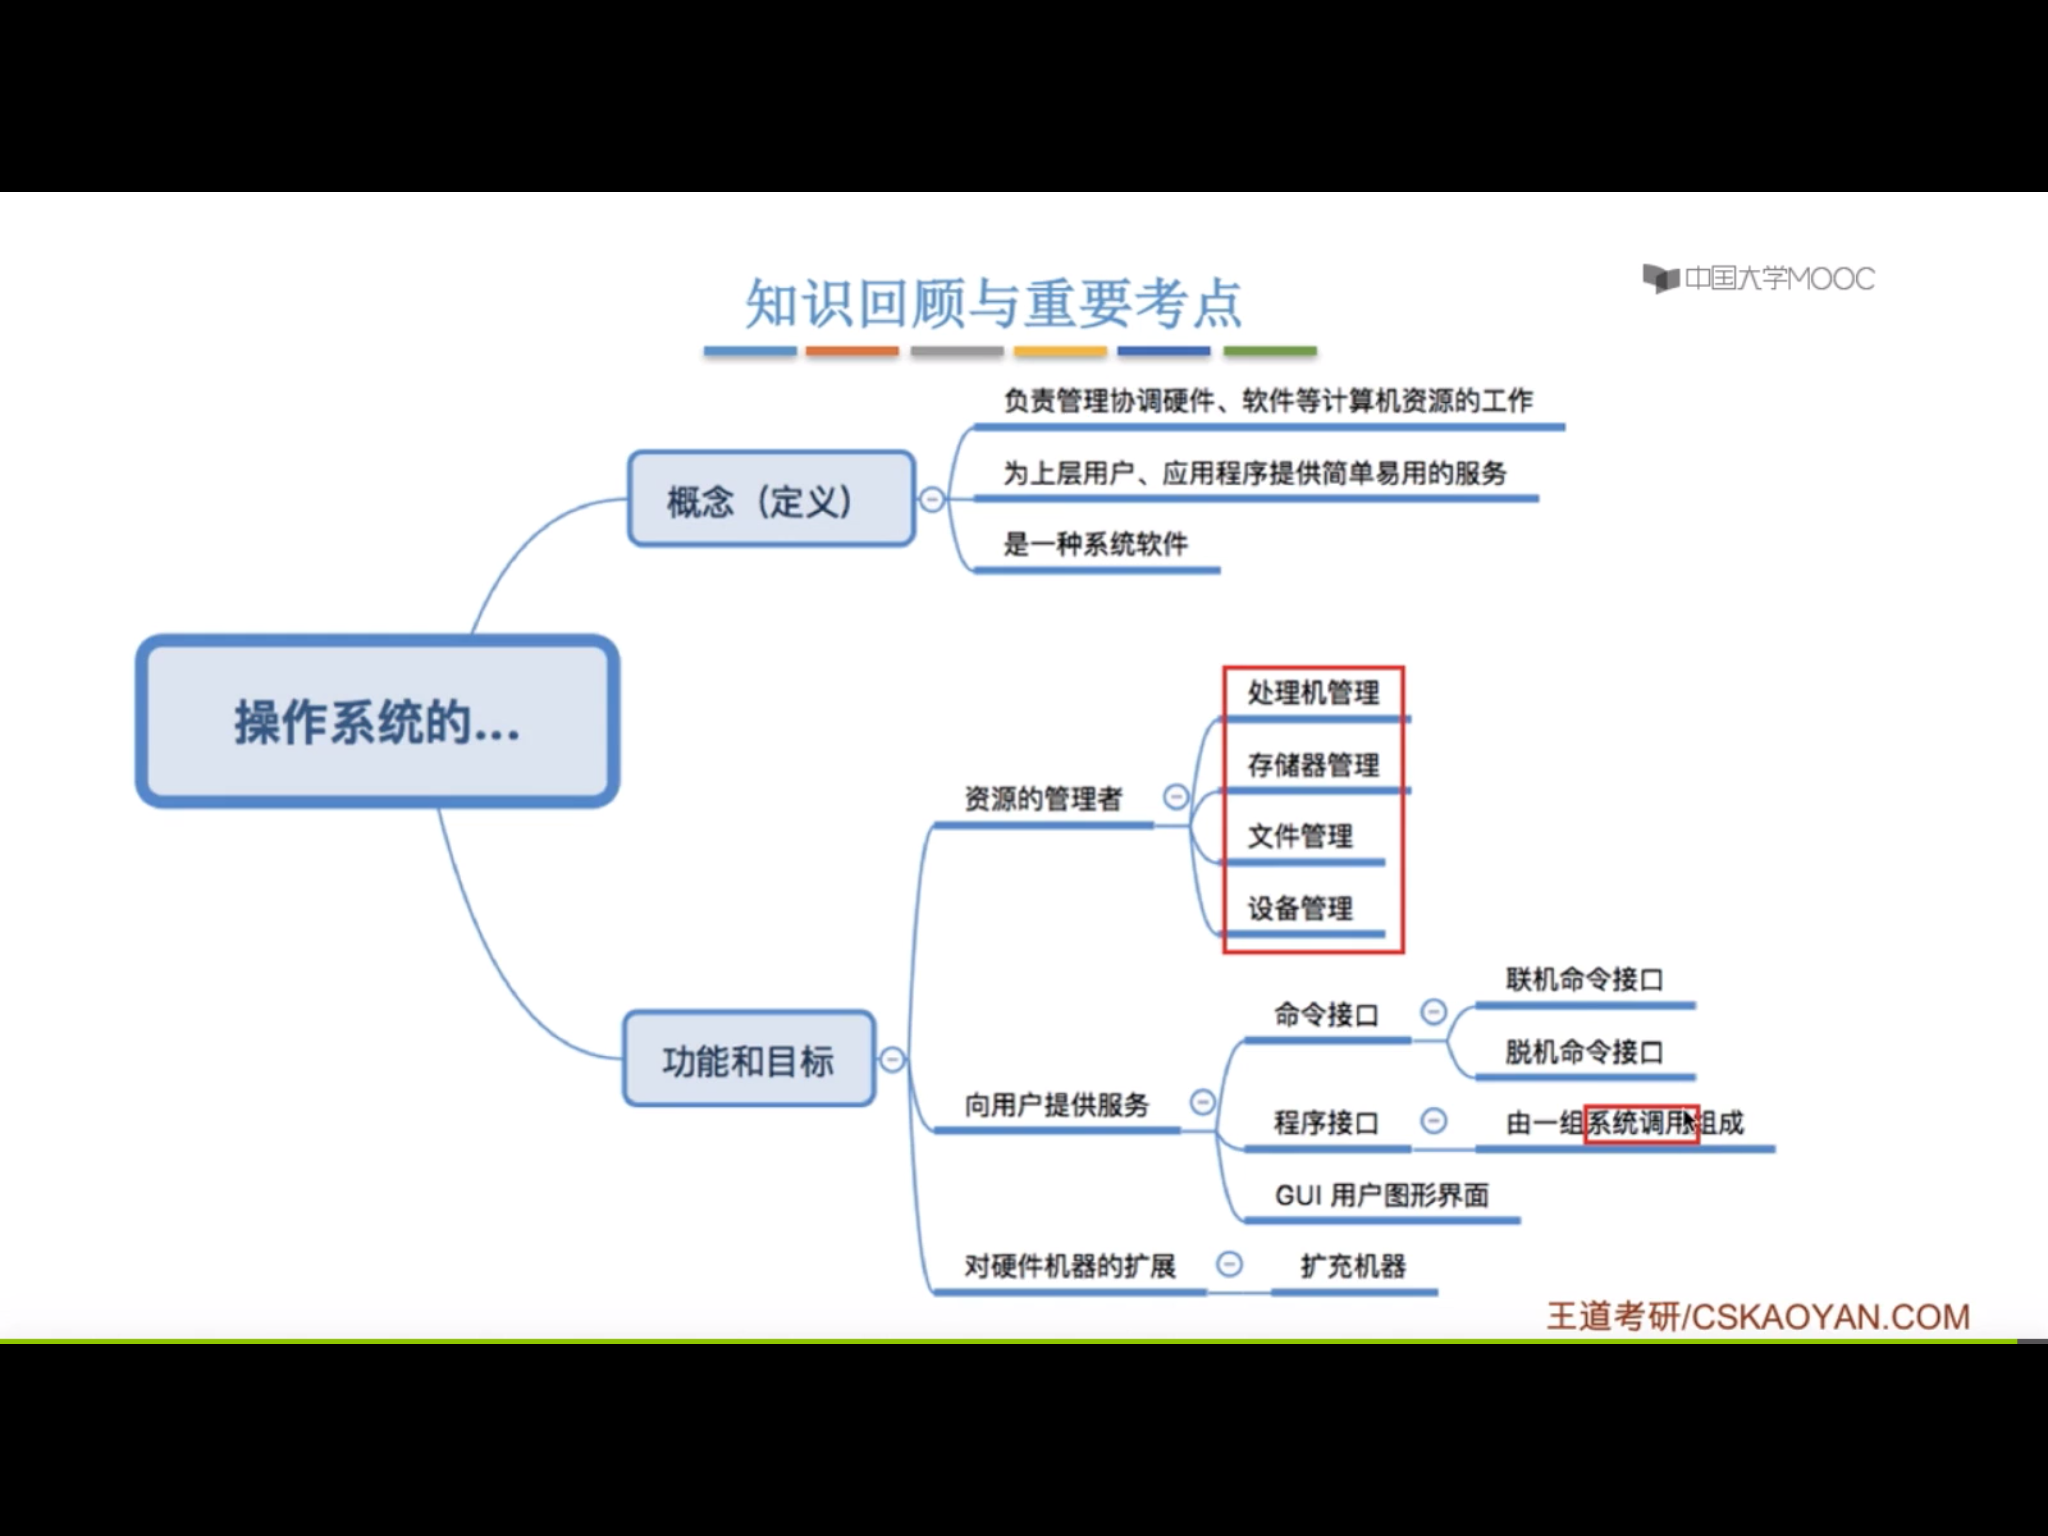 知识回顾与重要考点
中国大学MOOC
负责管理协调硬件、软件等计算机资源的工作
概念（定义）
为上层用户、应用程序提供简单易用的服务
是一种系统软件
操作系统的...
处理机管理
存储器管理
资源的管理者
文件管理
设备管理
联机命令接口
命令接口
脱机命令接口
功能和目标
向用户提供服务
程序接口
由一组系统调用组成
GUI 用户图形界面
对硬件机器的扩展
扩充机器
王道考研/CSKAOYAN.COM